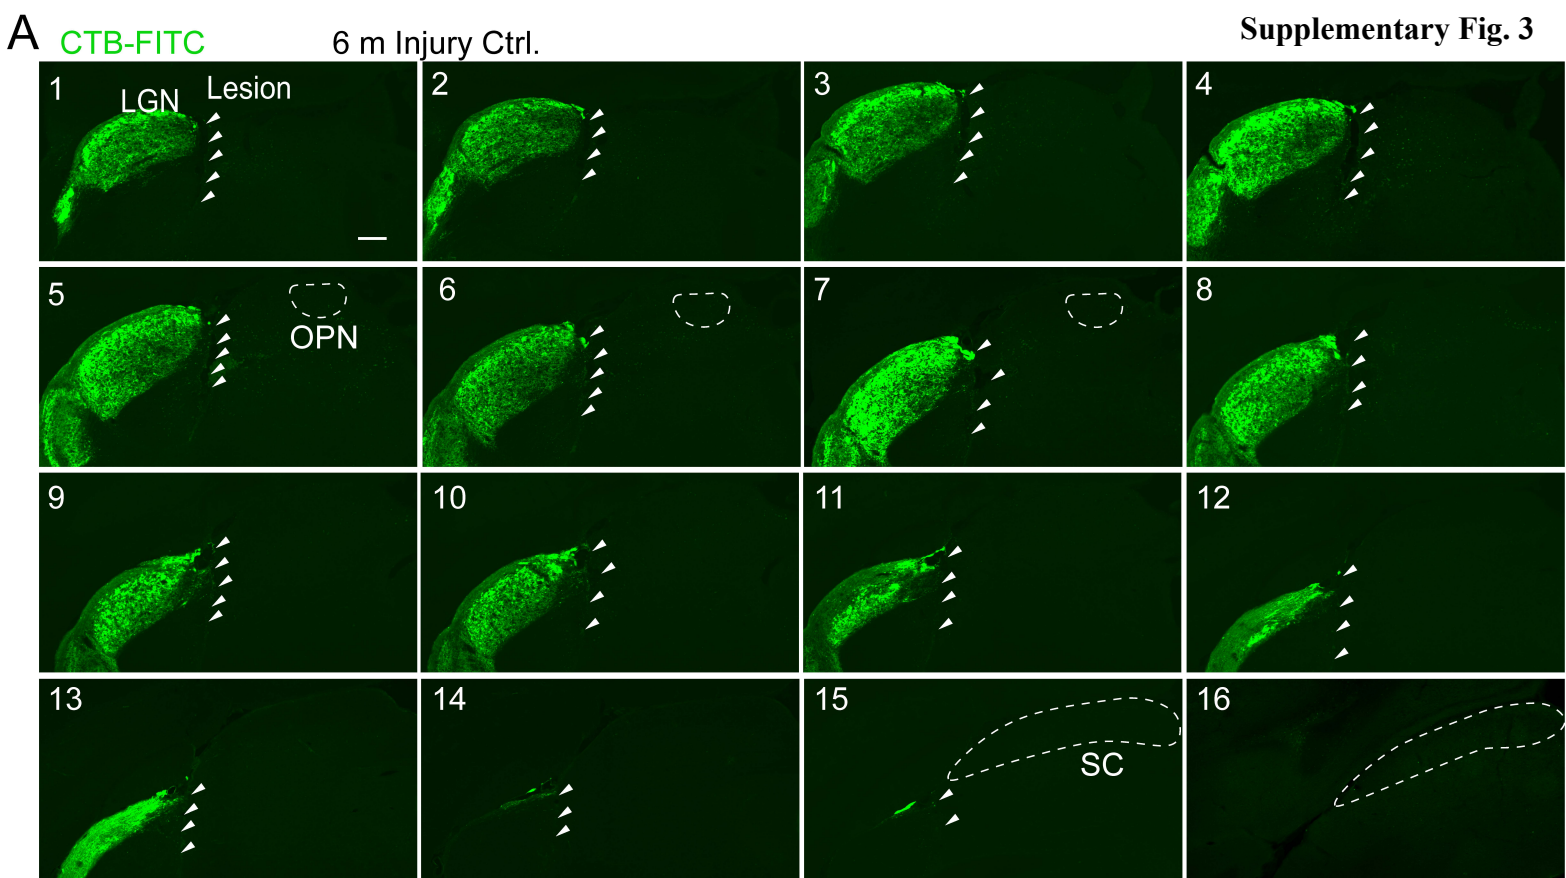 A
CTB-FITC
6 m Injury Ctrl.
Supplementary Fig. 3
1
LGN
Lesion
2
3
4
5
OPN
6
7
8
9
10
11
12
13
14
15
SC
16